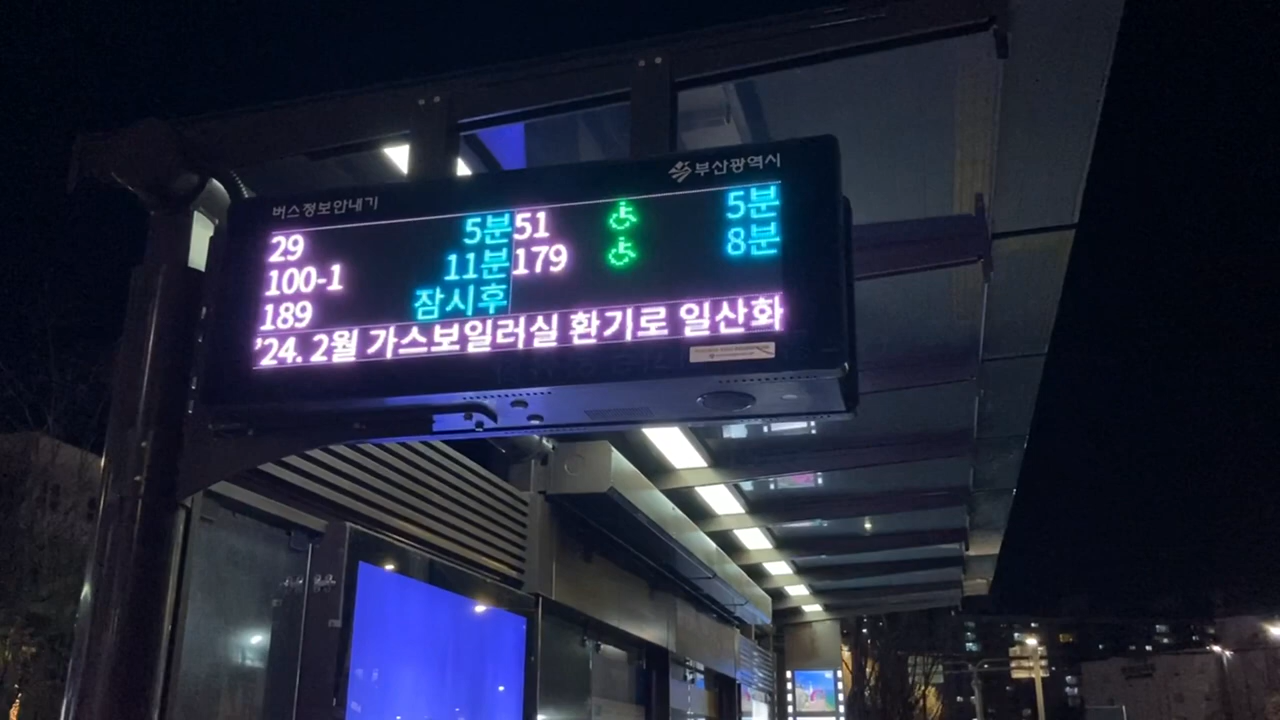 버스정보안내기
부산광역시
29 5분
100-1 11분
189 잠시후
51 5분
179 8분
'24. 2월 가스보일러실 환기로 일산화